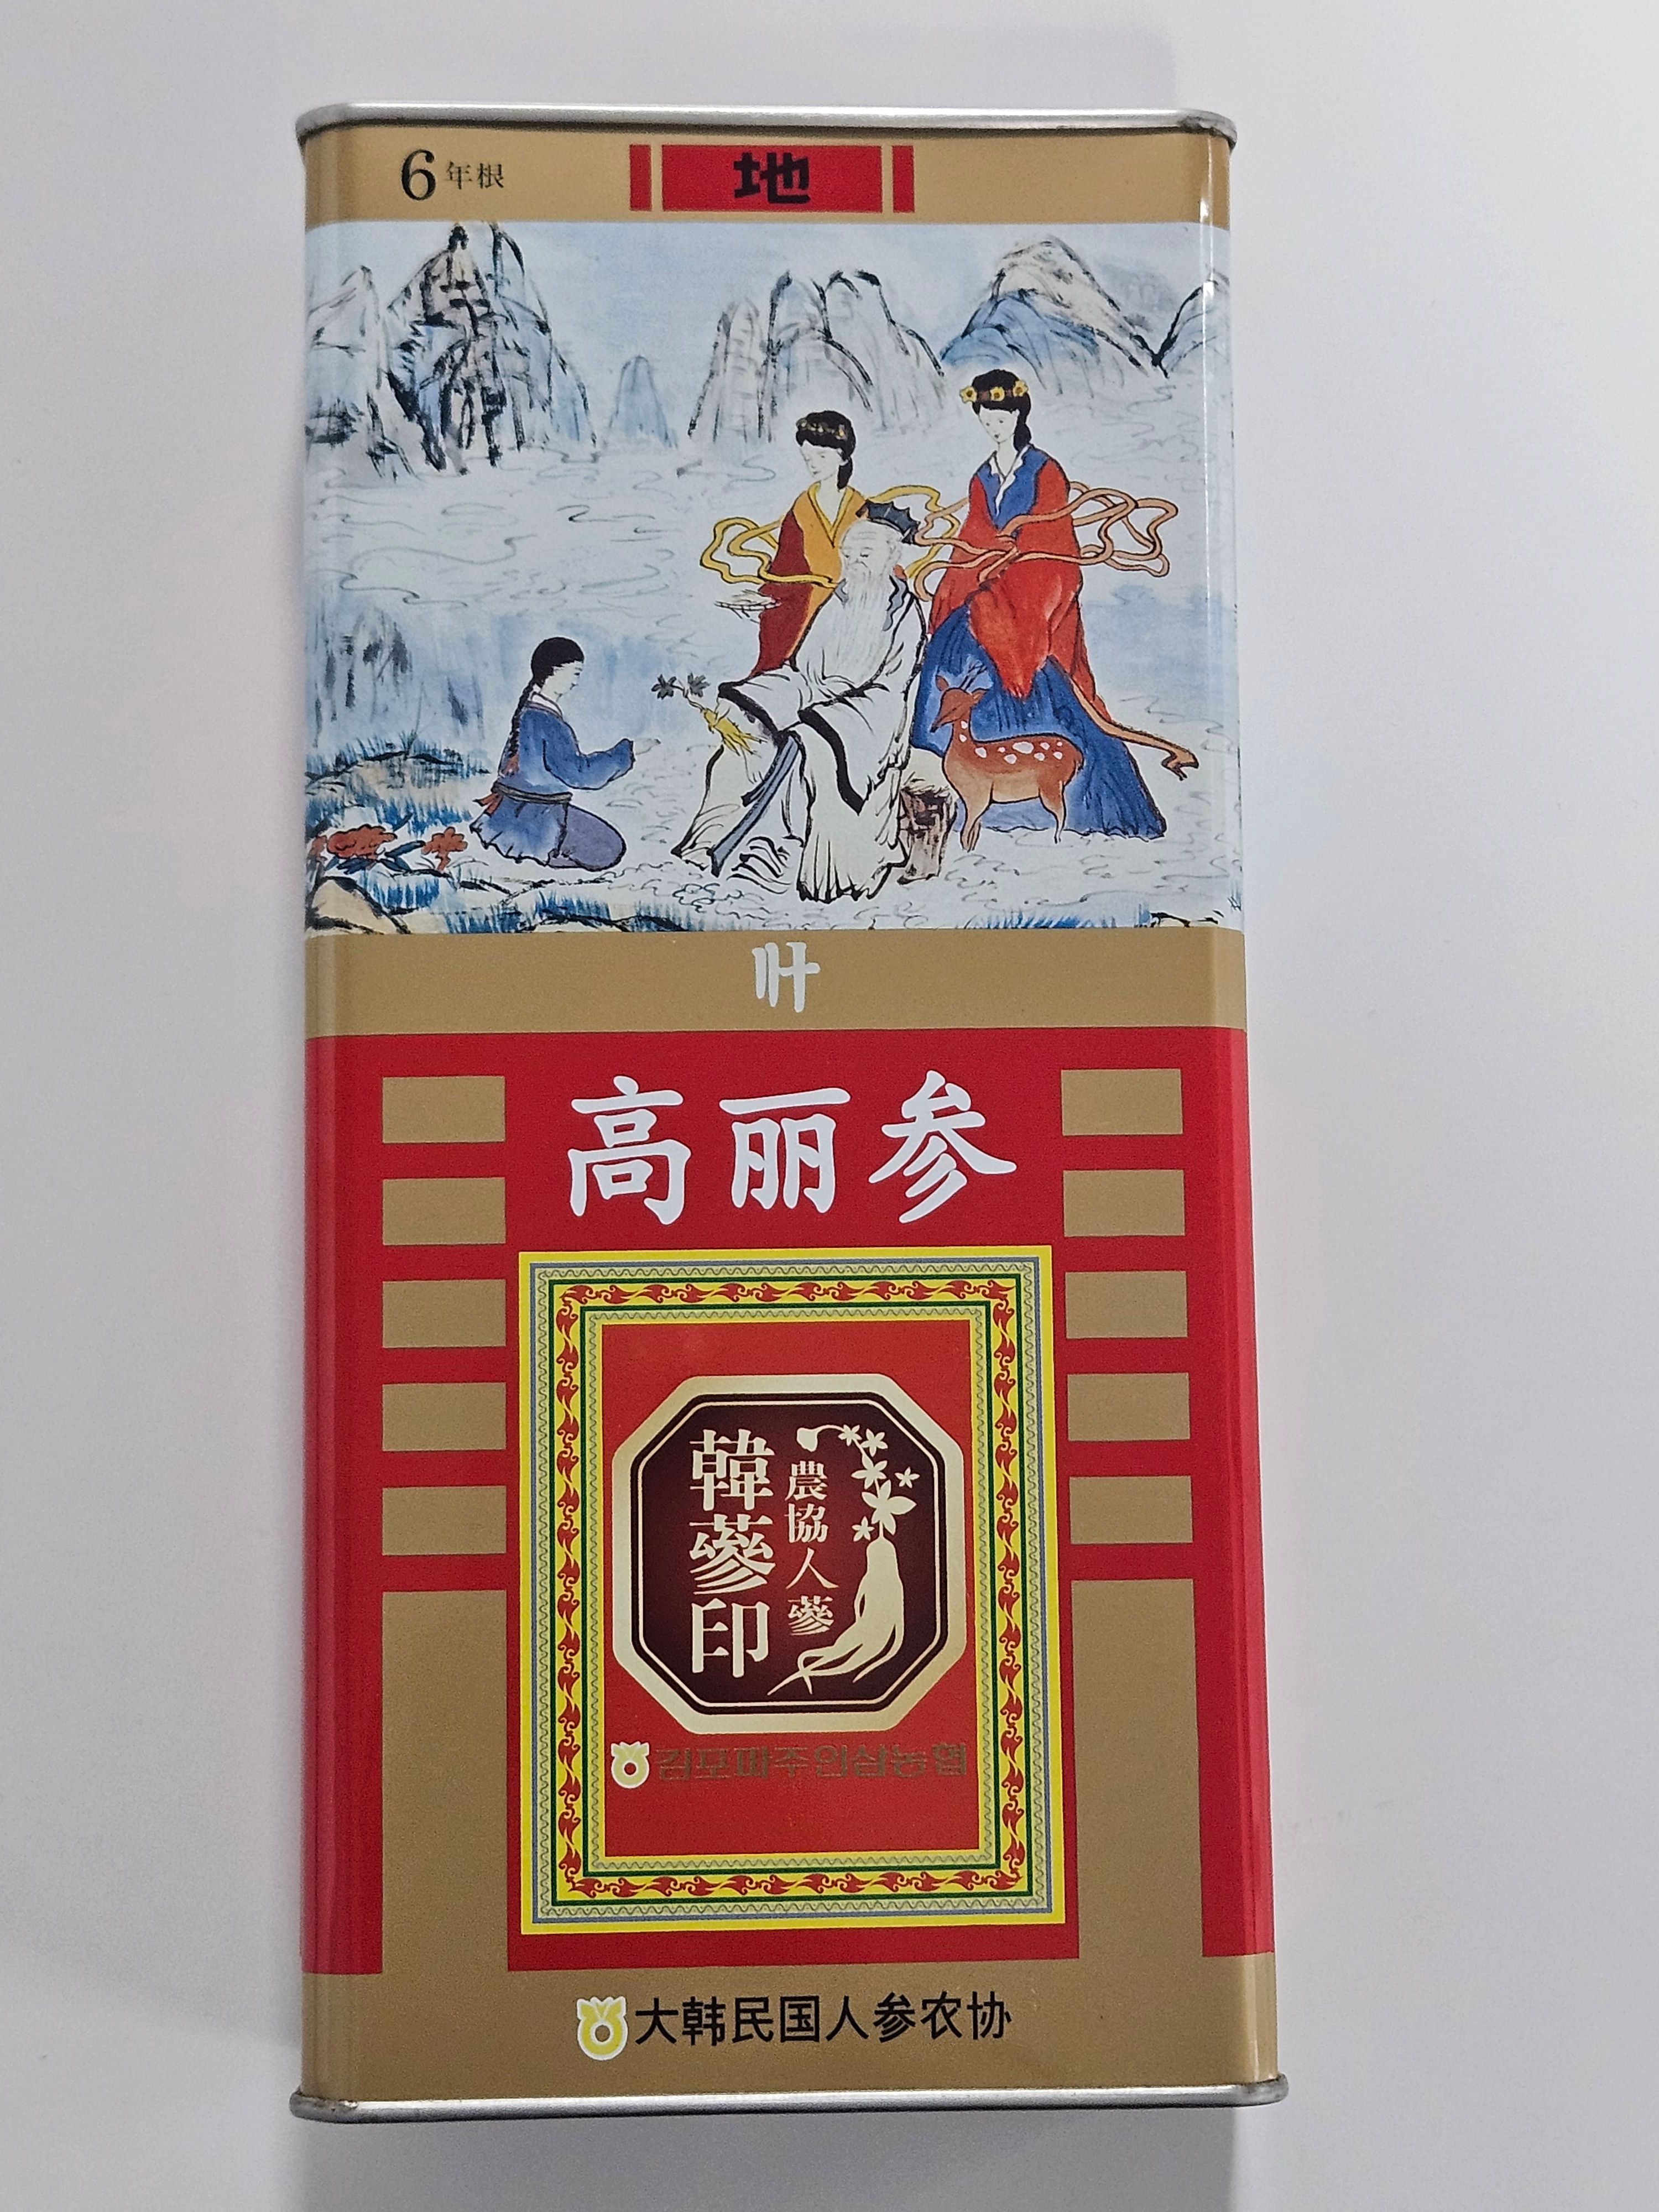 6年根
地
高丽参
農協人蔘
韓蔘印
김포파주인삼농협
大韩民国人参农协